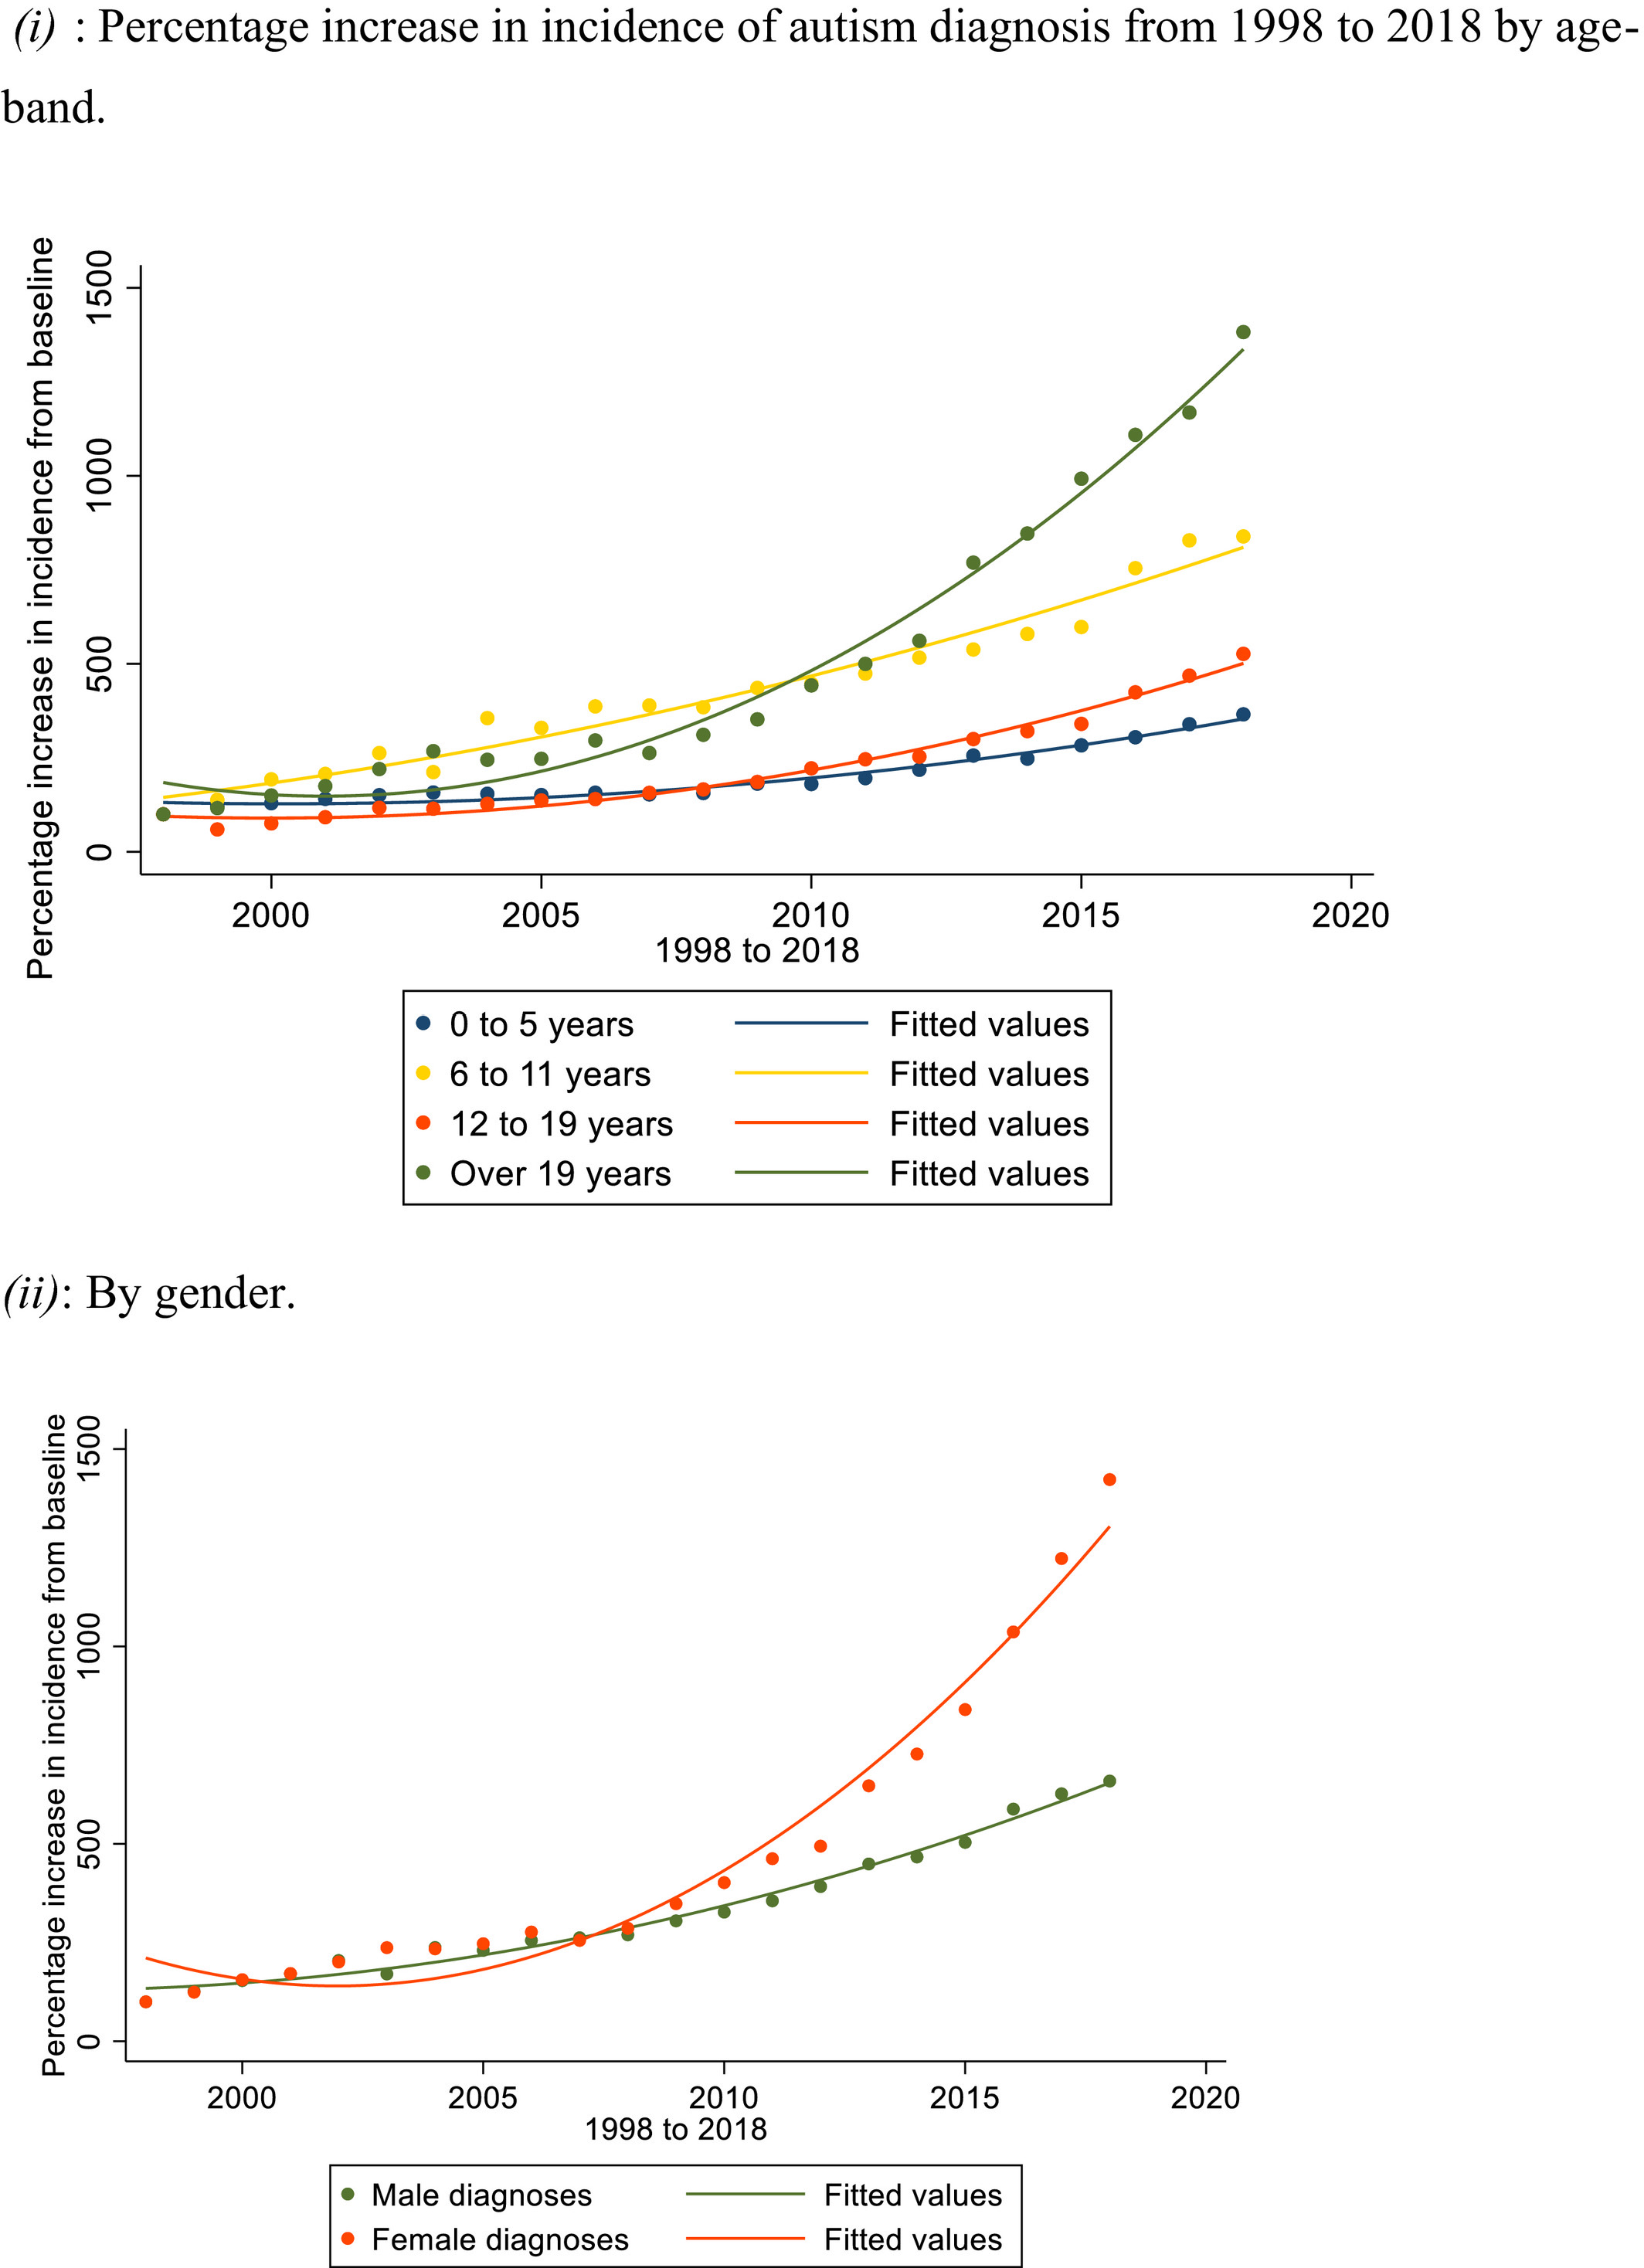 (i) : Percentage increase in incidence of autism diagnosis from 1998 to 2018 by age-
band.
Percentage increase in incidence from baseline
1500
1000
500
0
2000 2005 2010 2015 2020
1998 to 2018
0 to 5 years Fitted values
6 to 11 years Fitted values
12 to 19 years Fitted values
Over 19 years Fitted values
(ii): By gender.
Percentage increase in incidence from baseline
1500
1000
500
0
2000 2005 2010 2015 2020
1998 to 2018
Male diagnoses Fitted values
Female diagnoses Fitted values